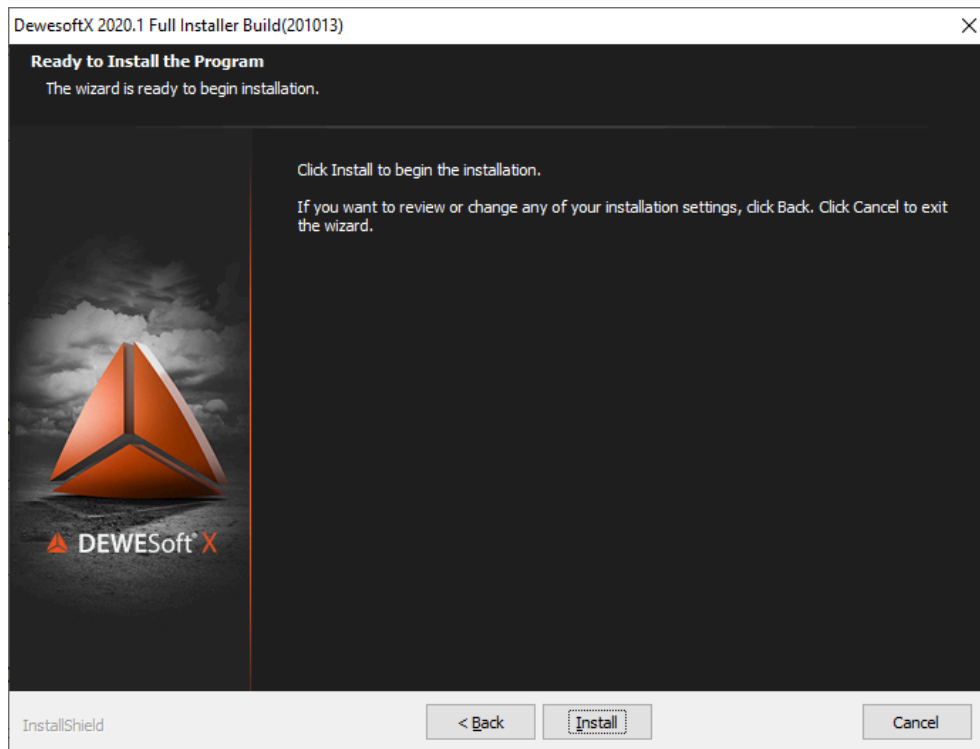 DewesoftX 2020.1 Full Installer Build(201013)
Ready to Install the Program
The wizard is ready to begin installation.
Click Install to begin the installation.
If you want to review or change any of your installation settings, click Back. Click Cancel to exit
the wizard.
DEWESoft® X
InstallShield
< Back
Install
Cancel